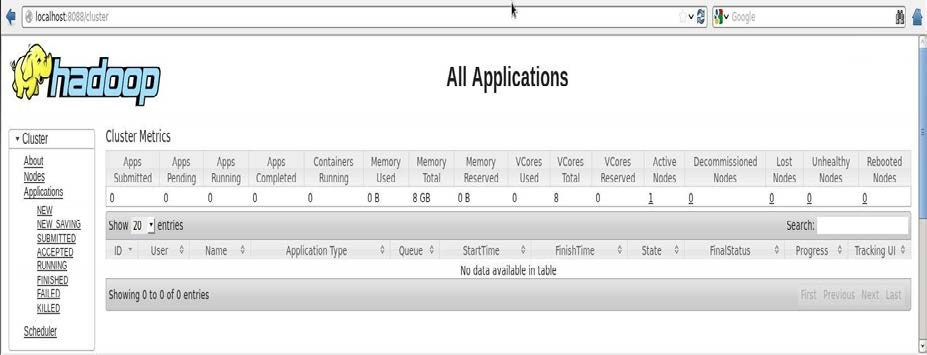 localhost:8088/cluster Google
hadoop All Applications
Cluster
About
Nodes
Applications
NEW
NEW_SAVING
SUBMITTED
ACCEPTED
RUNNING
FINISHED
FAILED
KILLED
Scheduler
Cluster Metrics
Apps Submitted Apps Pending Apps Running Apps Completed Containers Running Memory Used Memory Total Memory Reserved VCores Used VCores Total VCores Reserved Active Nodes Decommissioned Nodes Lost Nodes Unhealthy Nodes Rebooted Nodes
0 0 0 0 0 0 B 8 GB 0 B 0 8 0 1 0 0 0 0
Show 20 entries Search:
ID User Name Application Type Queue StartTime FinishTime State FinalStatus Progress Tracking UI
No data available in table
Showing 0 to 0 of 0 entries First Previous Next Last